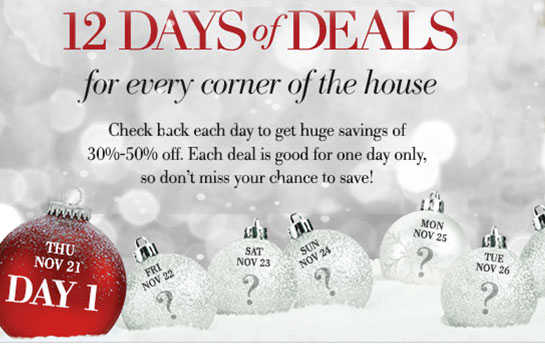 12 DAYS of DEALS
for every corner of the house
Check back each day to get huge savings of
30%-50% off. Each deal is good for one day only,
so don't miss your chance to save!
THU
NOV 21
DAY 1
FRI
NOV 22
?
SAT
NOV 23
?
SUN
NOV 24
?
MON
NOV 25
?
TUE
NOV 26
?